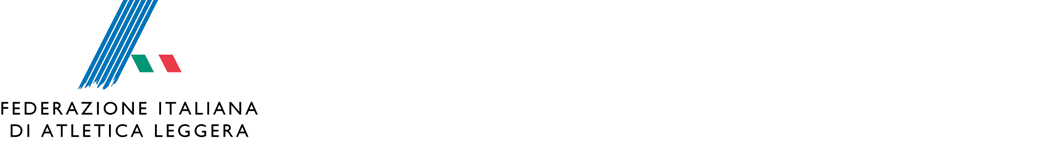 FEDERAZIONE ITALIANA
DI ATLETICA LEGGERA